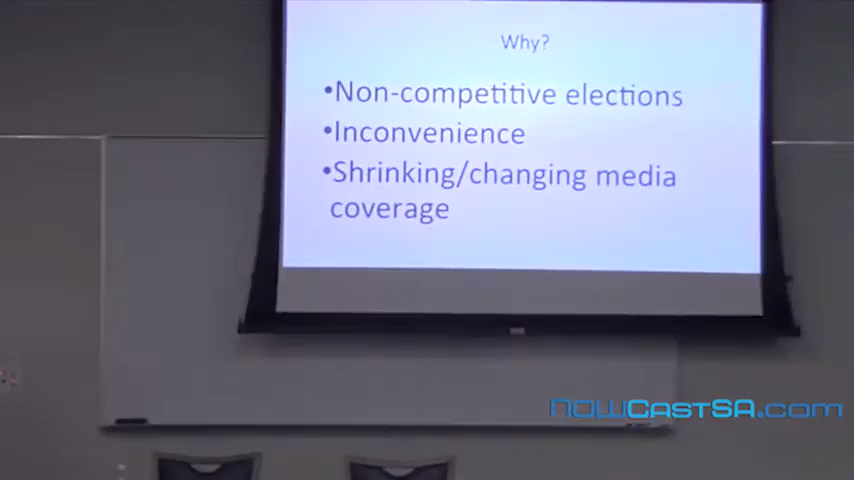 Why?
•Non-competitive elections
•Inconvenience
•Shrinking/changing media
coverage
NOWCastSA.com